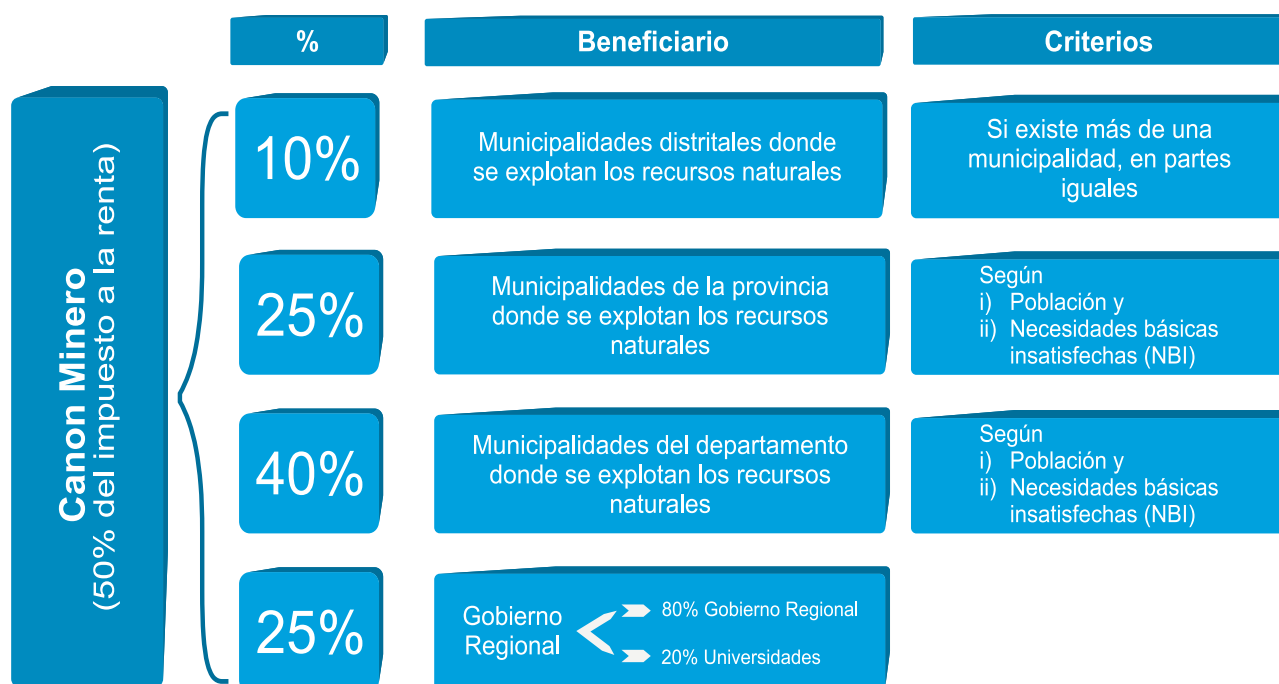 %
Beneficiario
Criterios
Canon Minero
(50% del impuesto a la renta)
10%
Municipalidades distritales donde
se explotan los recursos naturales
Si existe más de una
municipalidad, en partes
iguales
25%
Municipalidades de la provincia
donde se explotan los recursos
naturales
Según
i) Población y
ii) Necesidades básicas
insatisfechas (NBI)
40%
Municipalidades del departamento
donde se explotan los recursos
naturales
Según
i) Población y
ii) Necesidades básicas
insatisfechas (NBI)
25%
Gobierno
Regional
80% Gobierno Regional
20% Universidades